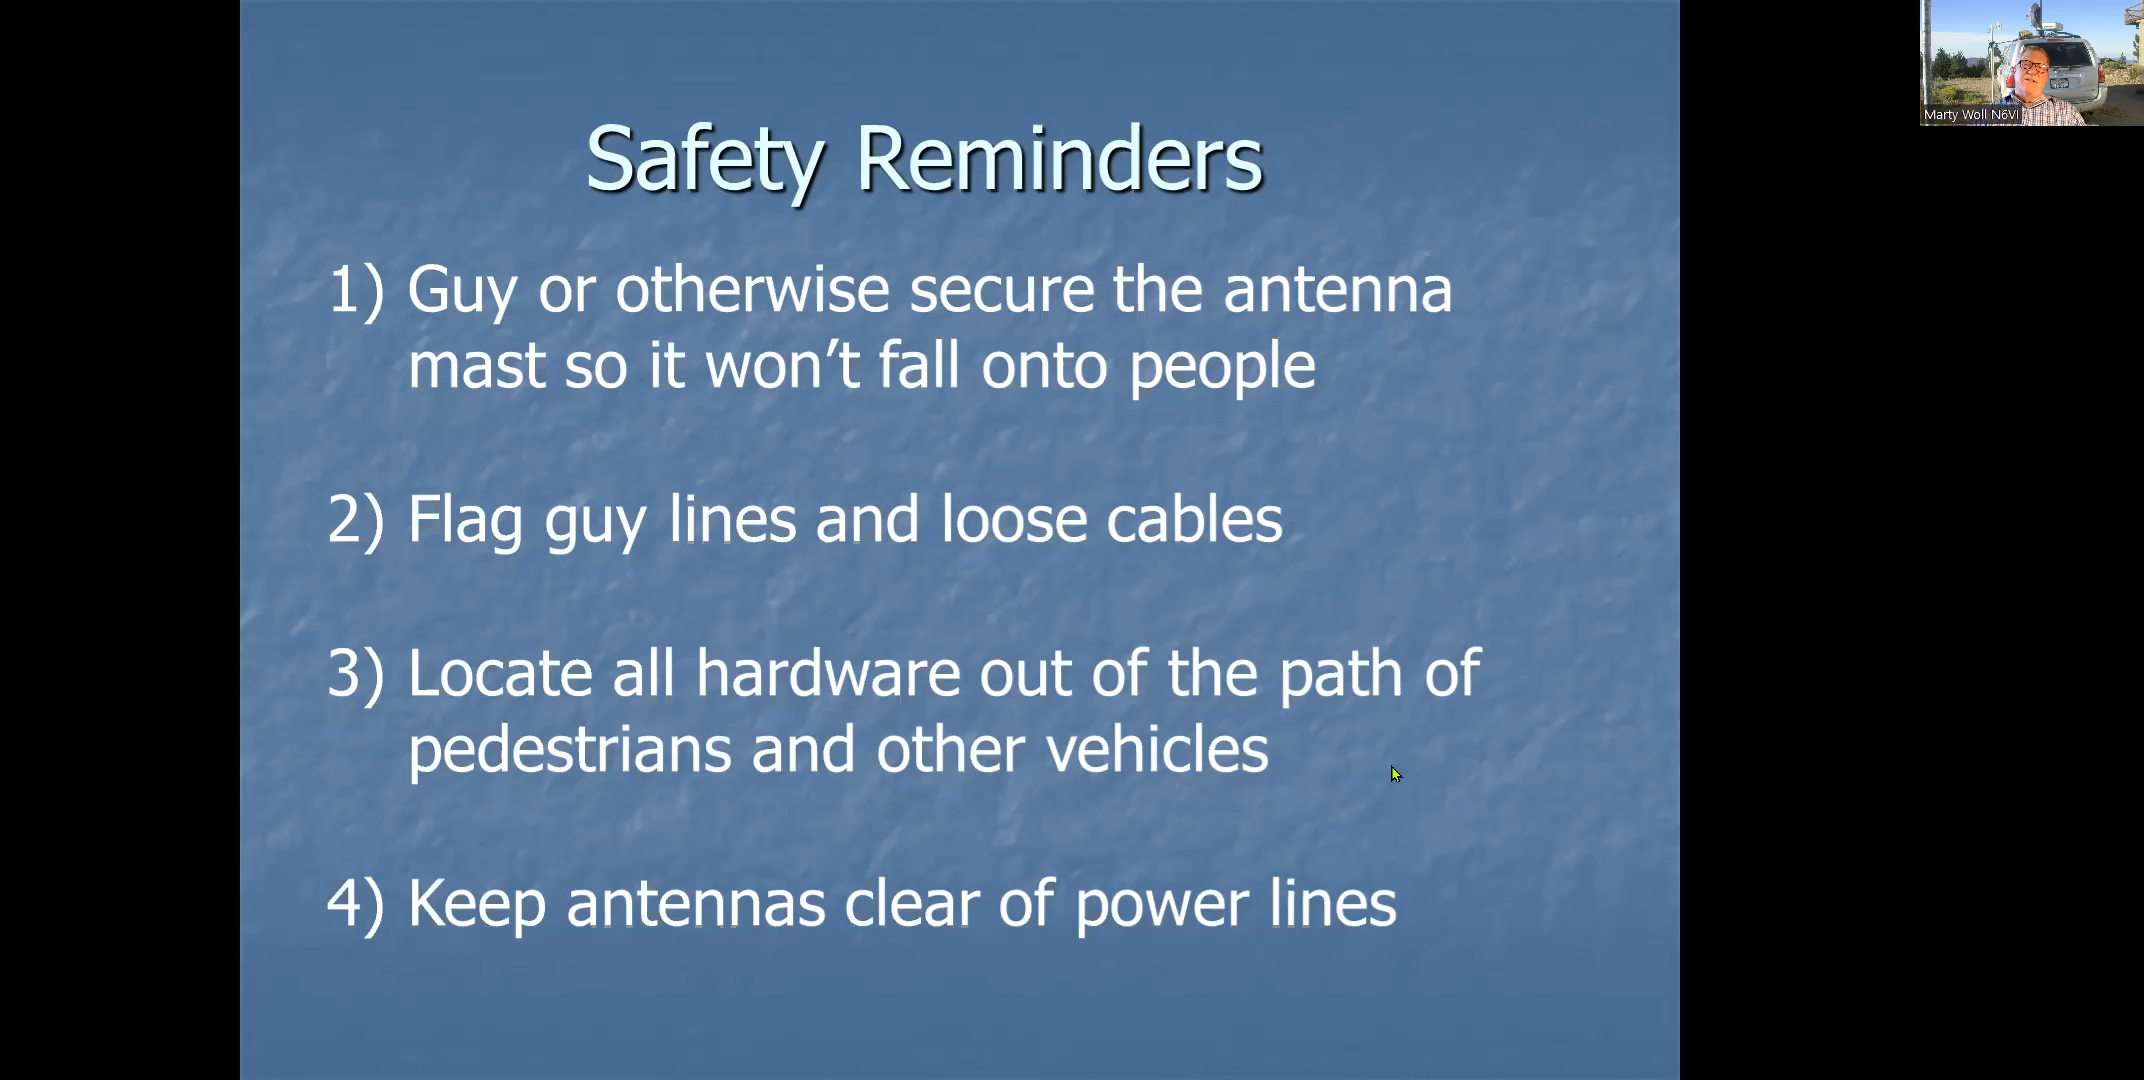 Safety Reminders
1) Guy or otherwise secure the antenna
mast so it won’t fall onto people
2) Flag guy lines and loose cables
3) Locate all hardware out of the path of
pedestrians and other vehicles
4) Keep antennas clear of power lines
Marty Woll N6VI